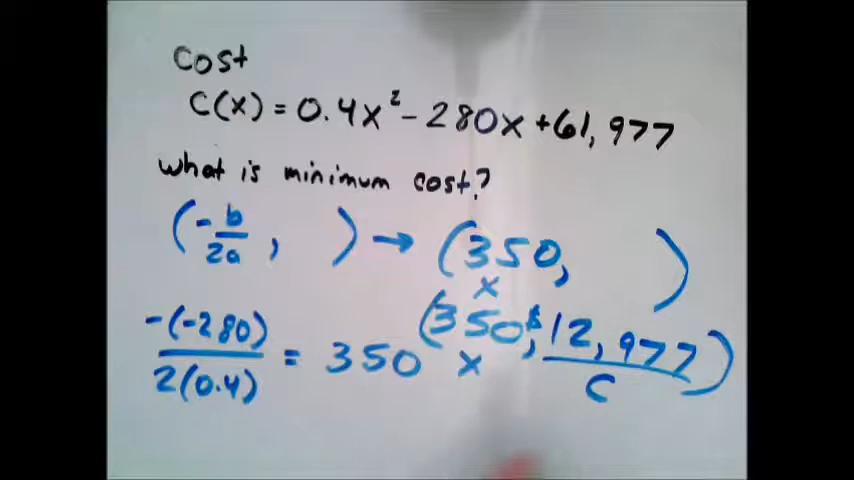 Cost
C(x) = 0.4x² - 280x + 61,977
what is minimum cost?
(-b/2a, ) → (350, )
x
-(-280)/2(0.4) = 350
(350, $12,977)
x C